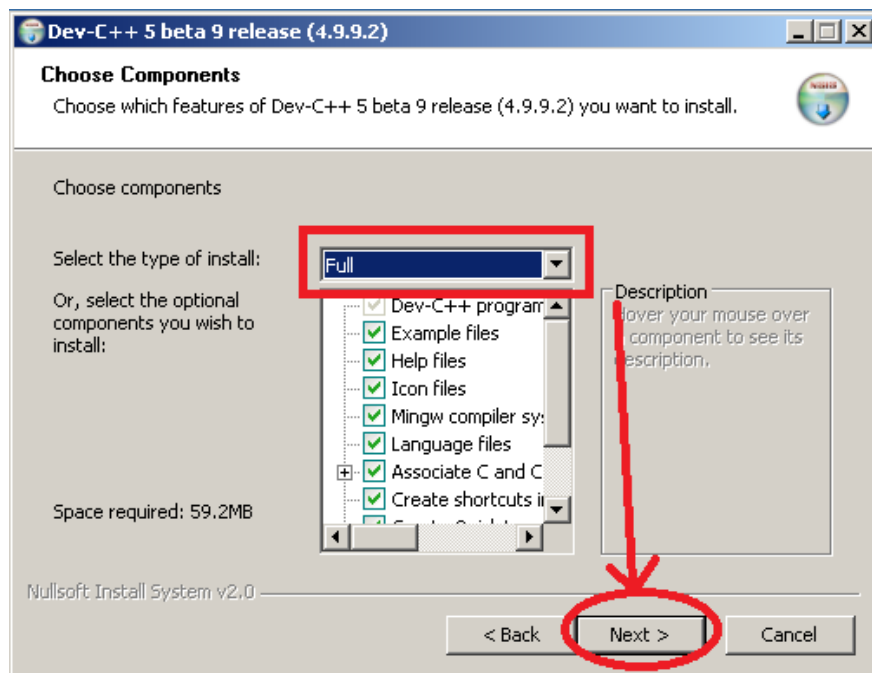 Dev-C++ 5 beta 9 release (4.9.9.2)
Choose Components
Choose which features of Dev-C++ 5 beta 9 release (4.9.9.2) you want to install.
Choose components
Select the type of install:
Full
Or, select the optional
components you wish to
install:
Dev-C++ program
Example files
Help files
Icon files
Mingw compiler sy
Language files
Associate C and C
Create shortcuts i
Description
Hover your mouse over
component to see its
description.
Space required: 59.2MB
Nullsoft Install System v2.0
< Back
Next >
Cancel